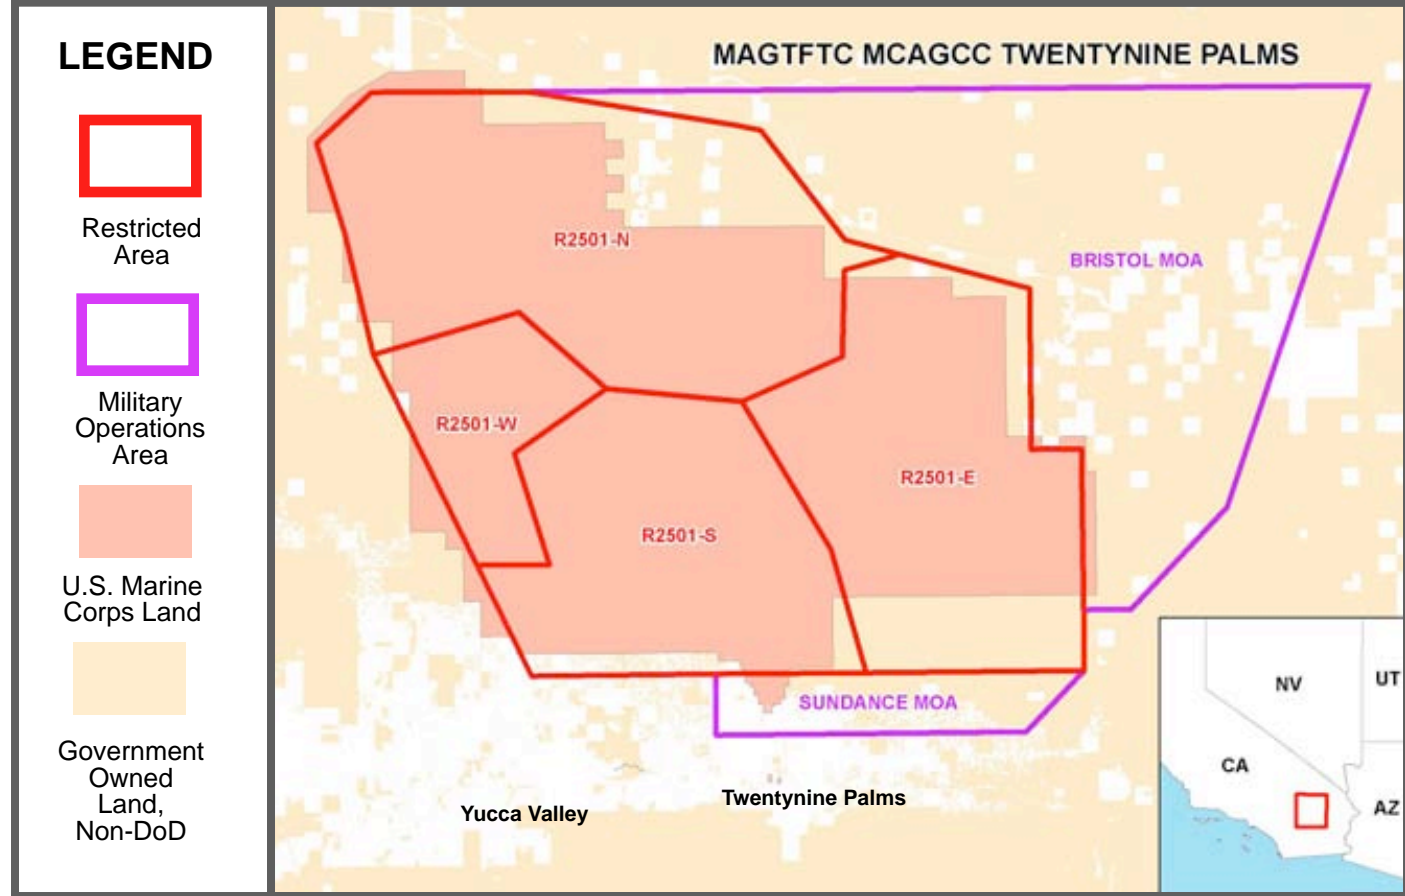 LEGEND
Restricted
Area
Military
Operations
Area
U.S. Marine
Corps Land
Government
Owned
Land,
Non-DoD
MAGTFTC MCAGCC TWENTYNINE PALMS
R2501-N
BRISTOL MOA
R2501-W
R2501-E
R2501-S
SUNDANCE MOA
Yucca Valley
Twentynine Palms
NV
UT
CA
AZ